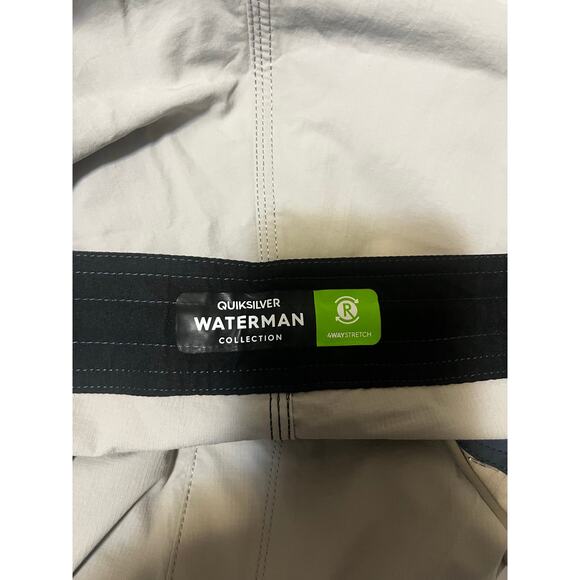 QUIKSILVER
WATERMAN
COLLECTION
R
4WAYSTRETCH